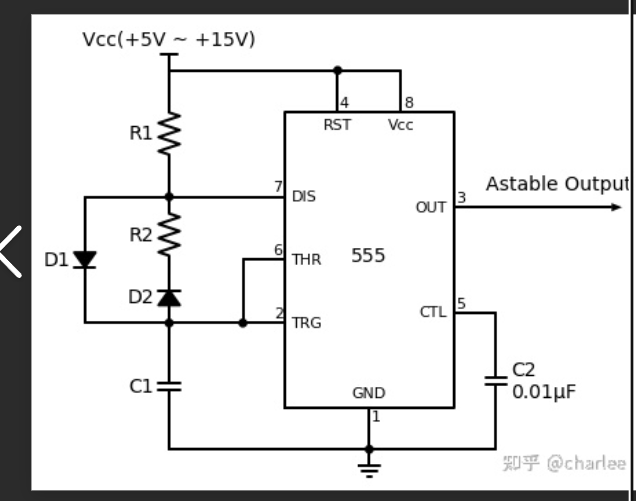 Vcc(+5V ~ +15V)
4
8
RST
Vcc
R1
7
DIS
Astable Output
3
OUT
R2
6
THR
555
D1
D2
2
TRG
CTL
5
C1
C2
0.01μF
GND
1
知乎 @charlee